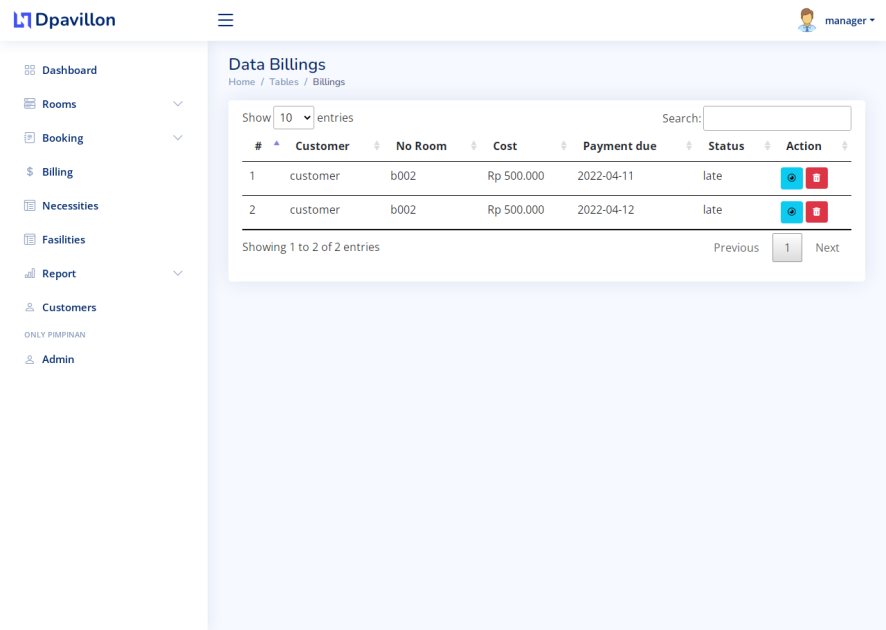 Dpavillon
manager
Dashboard
Rooms
Booking
Billing
Necessities
Fasilities
Report
Customers
ONLY PIMPINAN
Admin
Data Billings
Home / Tables / Billings
Show 10 entries
Search:
# Customer No Room Cost Payment due Status Action
1 customer b002 Rp 500.000 2022-04-11 late
2 customer b002 Rp 500.000 2022-04-12 late
Showing 1 to 2 of 2 entries
Previous 1 Next